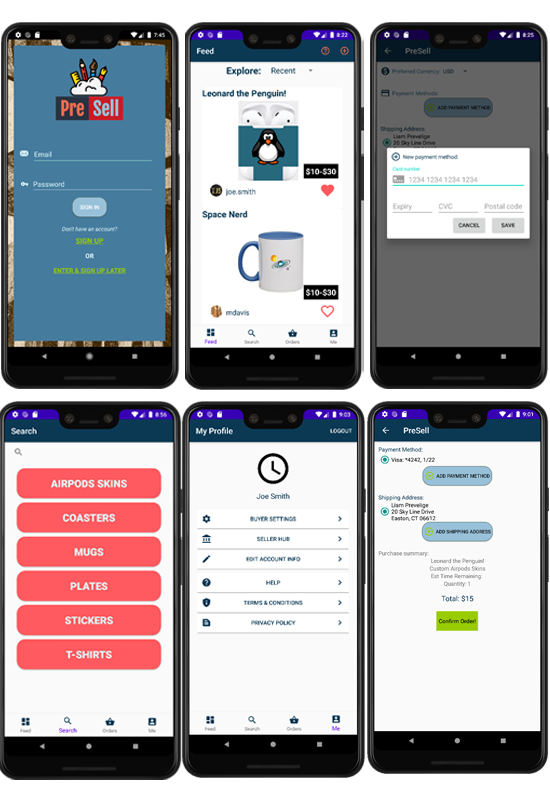 7:45
Pre Sell
Email
Password
SIGN IN
Don't have an account?
SIGN UP
OR
ENTER & SIGN UP LATER
8:22
Feed
Explore: Recent
Leonard the Penguin!
$10-$30
joe.smith
Space Nerd
$10-$30
mdavis
Feed Search Orders Me
8:25
PreSell
Preferred Currency: USD
Payment Methods:
ADD PAYMENT METHOD
Shipping Address:
Liam Prevelige
20 Sky Line Drive
New payment method:
Card number
1234 1234 1234 1234
Expiry CVC Postal code
CANCEL SAVE
8:56
Search
AIRPODS SKINS
COASTERS
MUGS
PLATES
STICKERS
T-SHIRTS
Feed Search Orders Me
9:03
My Profile LOGOUT
Joe Smith
BUYER SETTINGS
SELLER HUB
EDIT ACCOUNT INFO
HELP
TERMS & CONDITIONS
PRIVACY POLICY
Feed Search Orders Me
9:01
PreSell
Payment Method:
Visa: *4242, 1/22
ADD PAYMENT METHOD
Shipping Address:
Liam Prevelige
20 Sky Line Drive
Easton, CT 06612
ADD SHIPPING ADDRESS
Purchase summary:
Leonard the Penguin!
Custom Airpods Skins
Est Time Remaining:
Quantity: 1
Total: $15
Confirm Order!